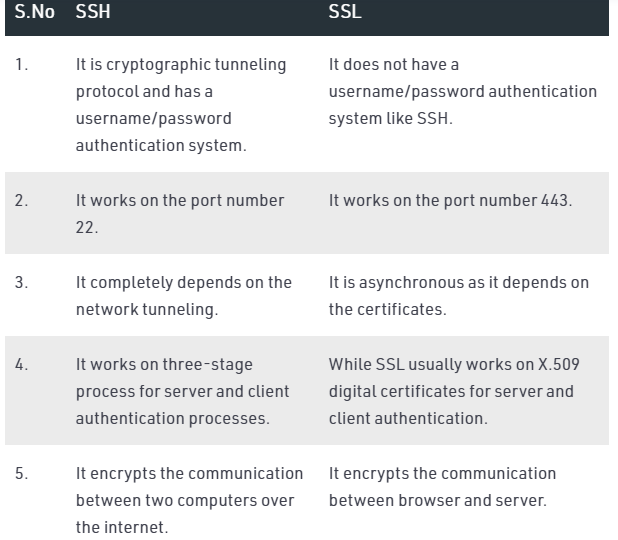 S.No SSH SSL
1. It is cryptographic tunneling It does not have a
protocol and has a username/password authentication
username/password system like SSH.
authentication system.
2. It works on the port number It works on the port number 443.
22.
3. It completely depends on the It is asynchronous as it depends on
network tunneling. the certificates.
4. It works on three-stage While SSL usually works on X.509
process for server and client digital certificates for server and
authentication processes. client authentication.
5. It encrypts the communication It encrypts the communication
between two computers over between browser and server.
the internet.